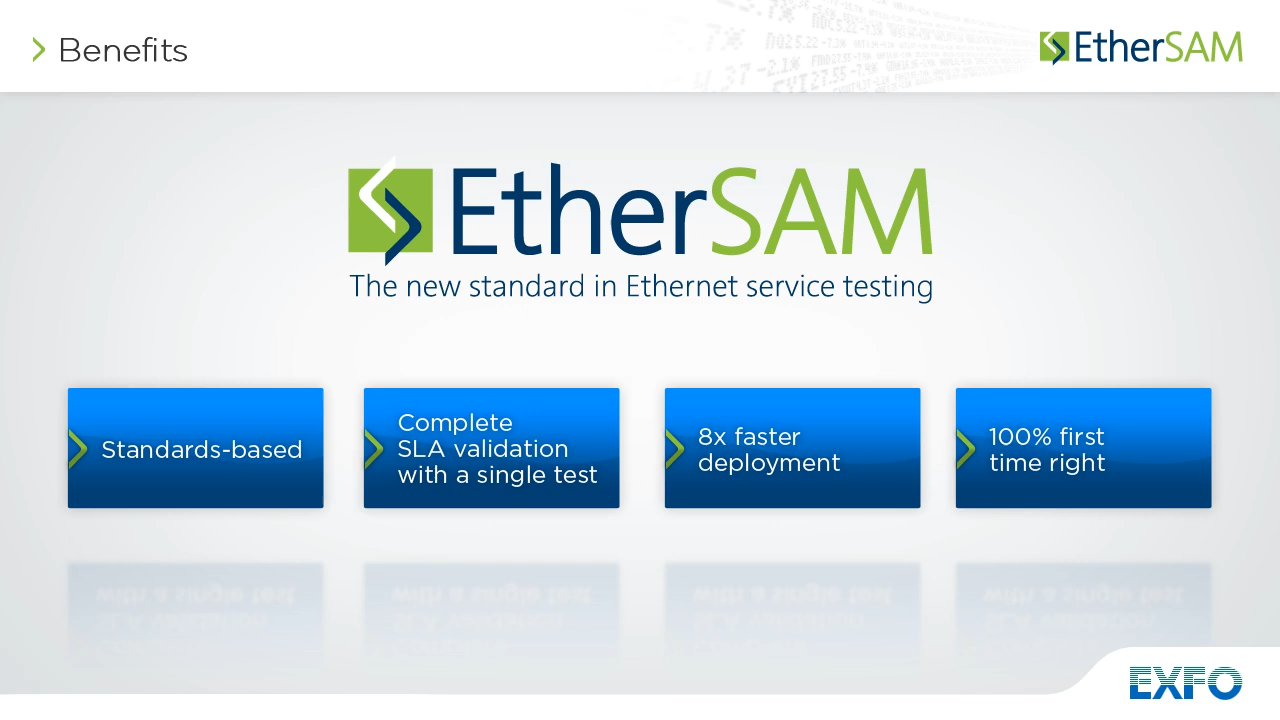 Benefits
EtherSAM
EtherSAM
The new standard in Ethernet service testing
Standards-based
Complete
SLA validation
with a single test
8x faster
deployment
100% first
time right
EXFO